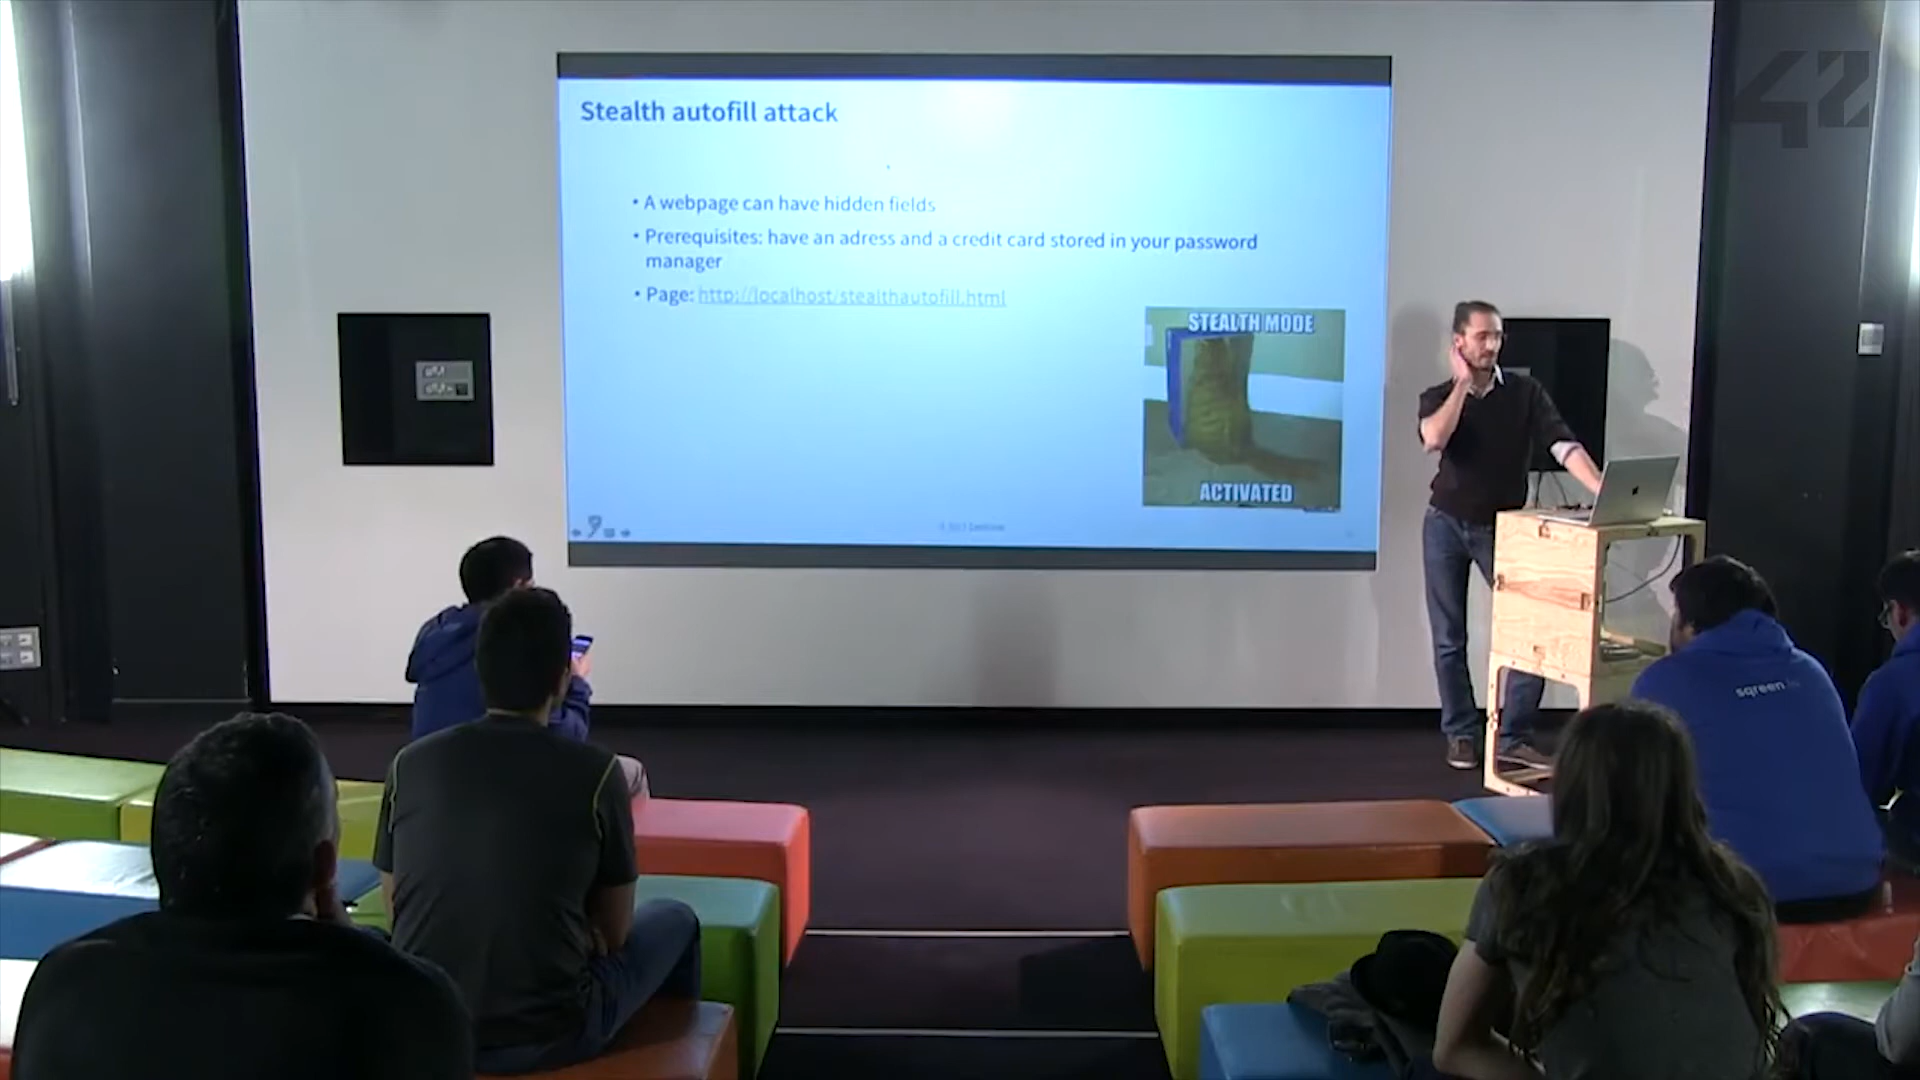 42
Stealth autofill attack
• A webpage can have hidden fields
• Prerequisites: have an adress and a credit card stored in your password
manager
• Page: http://localhost/stealthautofill.html
STEALTH MODE
ACTIVATED
sqreen